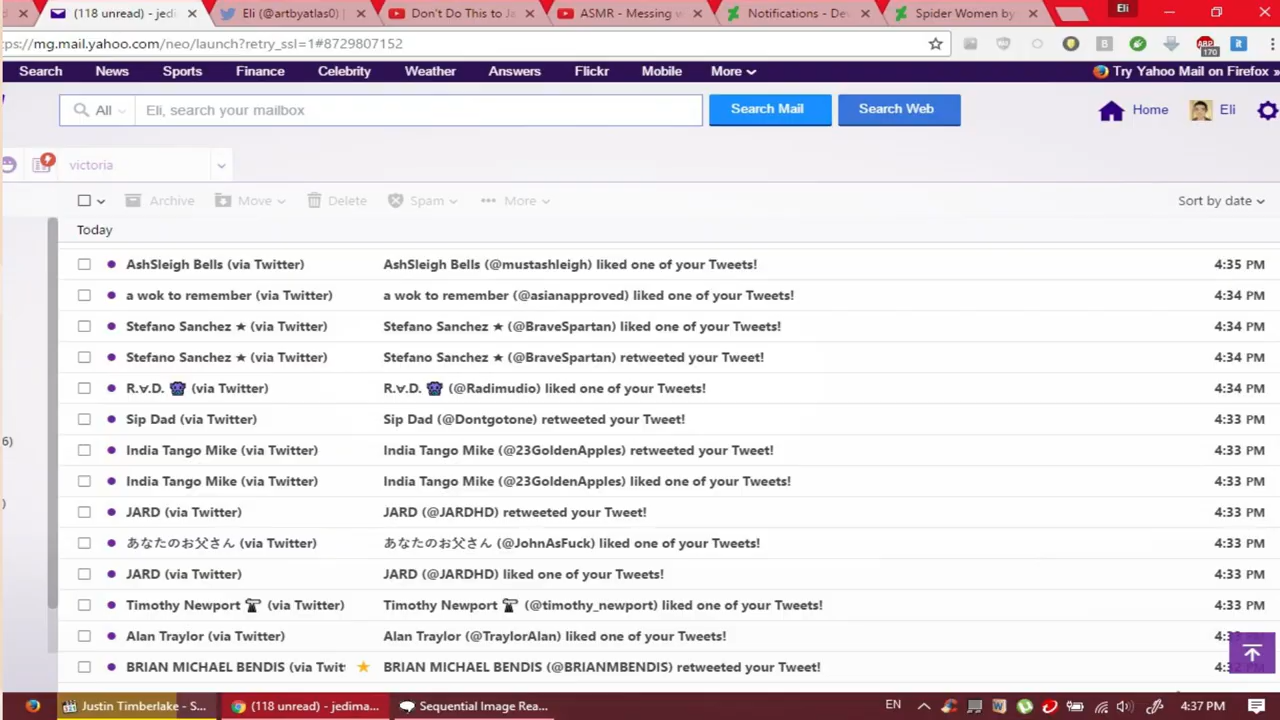 (118 unread) - jedi
Eli (@artbyatlas0) |
Don't Do This to Ja
ASMR - Messing w
Notifications - Dev
Spider Women by
Eli
ps://mg.mail.yahoo.com/neo/launch?retry_ssl=1#8729807152
ABP
170
Search News Sports Finance Celebrity Weather Answers Flickr Mobile More Try Yahoo Mail on Firefox »
All Eli, search your mailbox Search Mail Search Web Home Eli
victoria
Archive Move Delete Spam More Sort by date
Today
AshSleigh Bells (via Twitter) AshSleigh Bells (@mustashleigh) liked one of your Tweets! 4:35 PM
a wok to remember (via Twitter) a wok to remember (@asianapproved) liked one of your Tweets! 4:34 PM
Stefano Sanchez ★ (via Twitter) Stefano Sanchez ★ (@BraveSpartan) liked one of your Tweets! 4:34 PM
Stefano Sanchez ★ (via Twitter) Stefano Sanchez ★ (@BraveSpartan) retweeted your Tweet! 4:34 PM
R.∀.D. (via Twitter) R.∀.D. (@Radimudio) liked one of your Tweets! 4:34 PM
Sip Dad (via Twitter) Sip Dad (@Dontgotone) retweeted your Tweet! 4:33 PM
India Tango Mike (via Twitter) India Tango Mike (@23GoldenApples) retweeted your Tweet! 4:33 PM
India Tango Mike (via Twitter) India Tango Mike (@23GoldenApples) liked one of your Tweets! 4:33 PM
6)
JARD (via Twitter) JARD (@JARDHD) retweeted your Tweet! 4:33 PM
)
あなたのお父さん (via Twitter) あなたのお父さん (@JohnAsFuck) liked one of your Tweets! 4:33 PM
JARD (via Twitter) JARD (@JARDHD) liked one of your Tweets! 4:33 PM
Timothy Newport (via Twitter) Timothy Newport (@timothy_newport) liked one of your Tweets! 4:33 PM
Alan Traylor (via Twitter) Alan Traylor (@TraylorAlan) liked one of your Tweets!
BRIAN MICHAEL BENDIS (via Twit BRIAN MICHAEL BENDIS (@BRIANMBENDIS) retweeted your Tweet! 4:32 PM
Justin Timberlake - S... (118 unread) - jedima... Sequential Image Rea... EN 4:37 PM